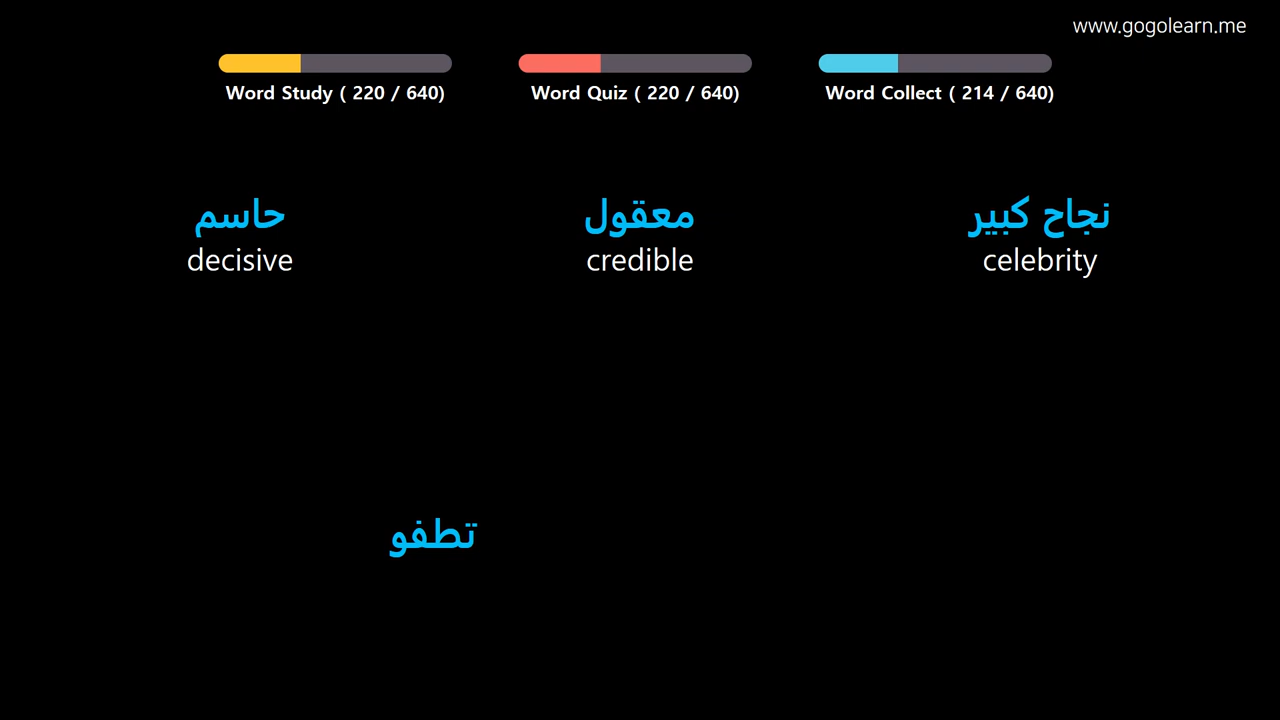 www.gogolearn.me
Word Study ( 220 / 640)
Word Quiz ( 220 / 640)
Word Collect ( 214 / 640)
حاسم
decisive
معقول
credible
نجاح كبير
celebrity
تطفو